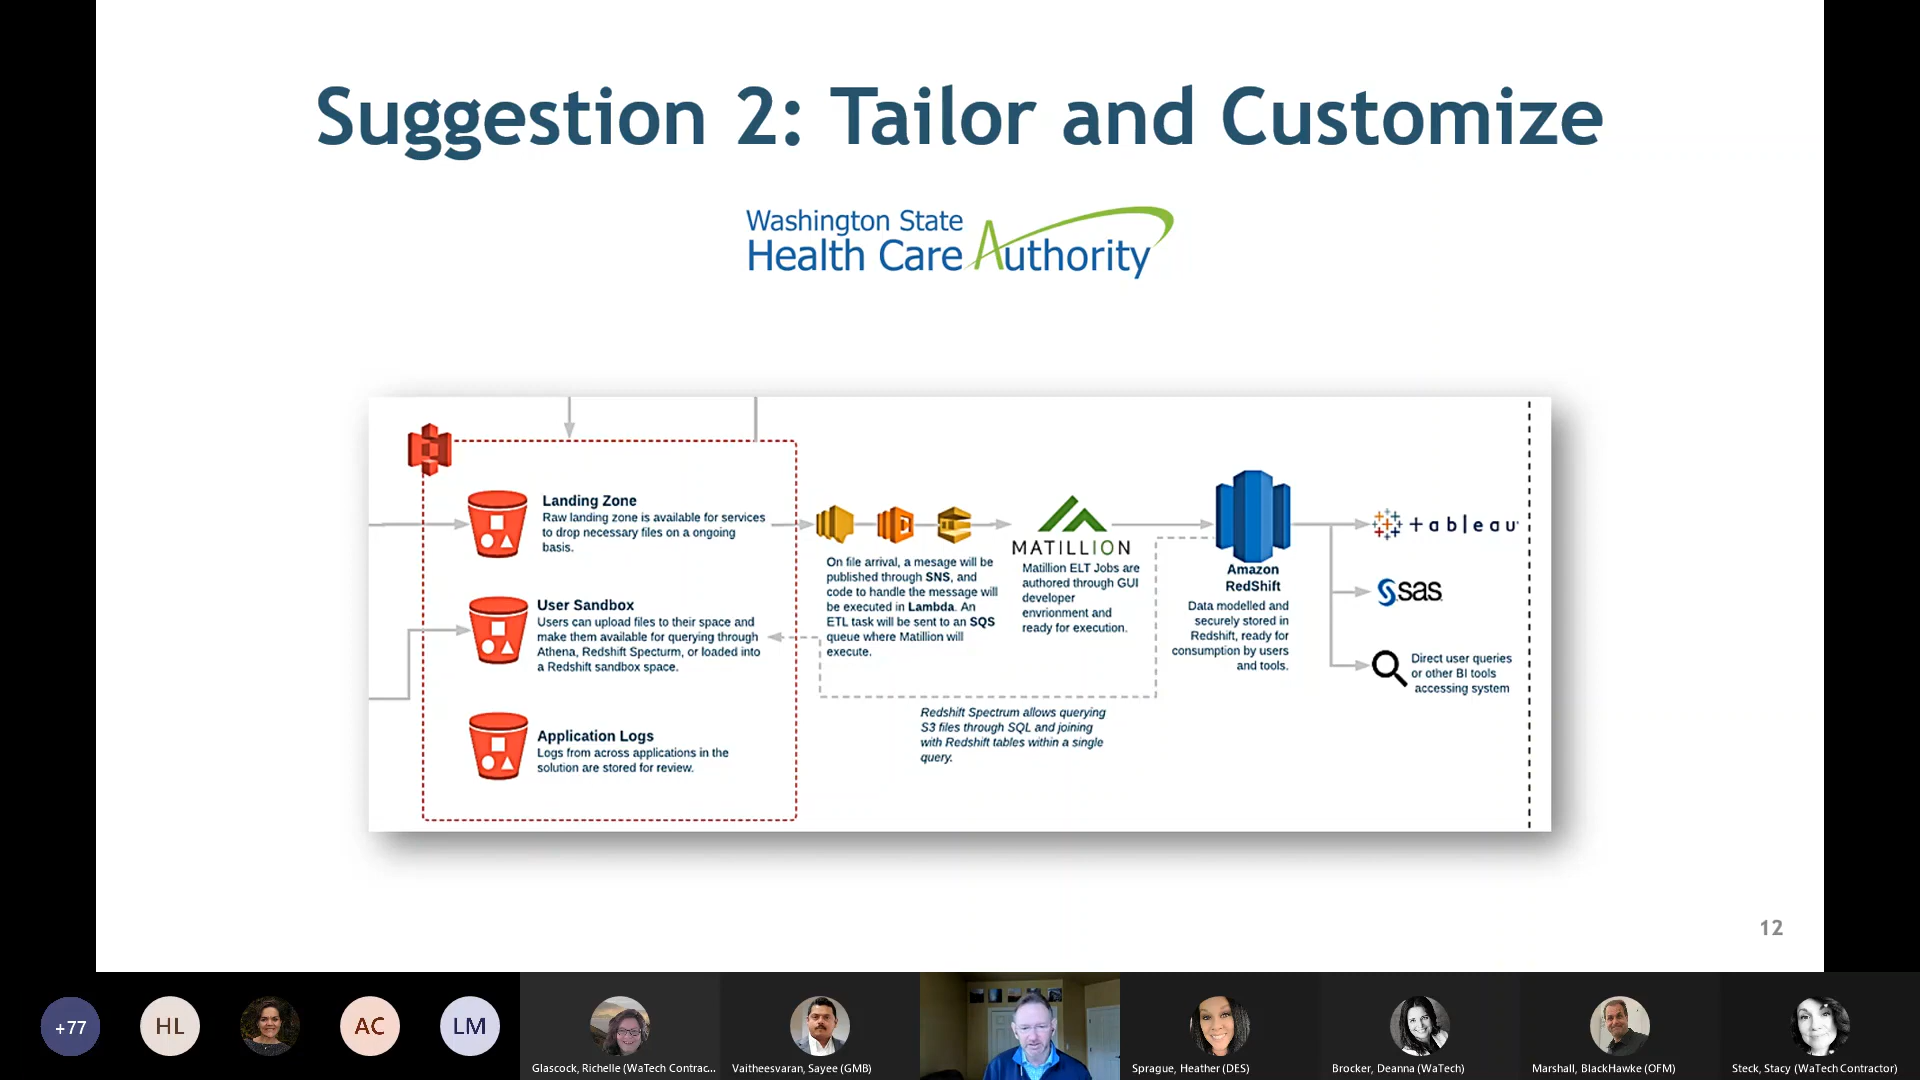 Suggestion 2: Tailor and Customize
Washington State
Health Care Authority
Landing Zone
Raw landing zone is available for services
to drop necessary files on a ongoing
basis.
User Sandbox
Users can upload files to their space and
make them available for querying through
Athena, Redshift Specturm, or loaded into
a Redshift sandbox space.
Application Logs
Logs from across applications in the
solution are stored for review.
On file arrival, a mesage will be
published through SNS, and
code to handle the message will
be executed in Lambda. An
ETL task will be sent to an SQS
queue where Matillion will
execute.
MATILLION
Matillion ELT Jobs are
authored through GUI
developer
envrionment and
ready for execution.
Redshift Spectrum allows querying
S3 files through SQL and joining
with Redshift tables within a single
query.
Amazon
RedShift
Data modelled and
securely stored in
Redshift, ready for
consumption by users
and tools.
+ a b l e a u
sas
Direct user queries
or other BI tools
accessing system
12
+77
HL
AC
LM
Glascock, Richelle (WaTech Contrac...
Vaitheesvaran, Sayee (GMB)
Sprague, Heather (DES)
Brocker, Deanna (WaTech)
Marshall, BlackHawke (OFM)
Steck, Stacy (WaTech Contractor)